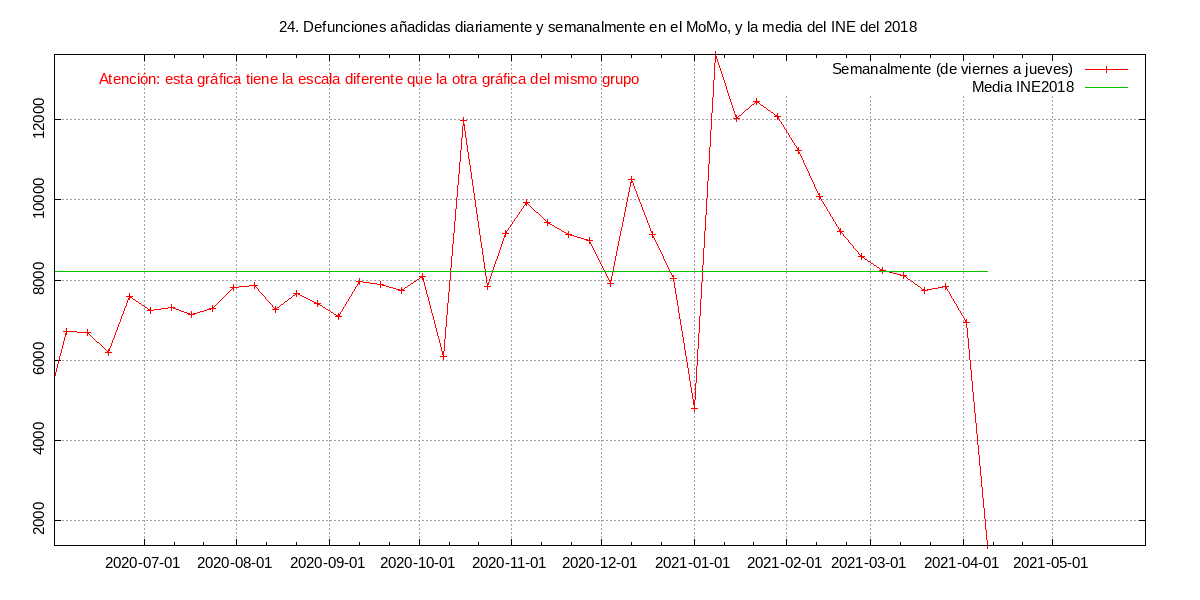 24. Defunciones añadidas diariamente y semanalmente en el MoMo, y la media del INE del 2018
Atención: esta gráfica tiene la escala diferente que la otra gráfica del mismo grupo
Semanalmente (de viernes a jueves)
Media INE2018
12000
10000
8000
6000
4000
2000
2020-07-01 2020-08-01 2020-09-01 2020-10-01 2020-11-01 2020-12-01 2021-01-01 2021-02-01 2021-03-01 2021-04-01 2021-05-01